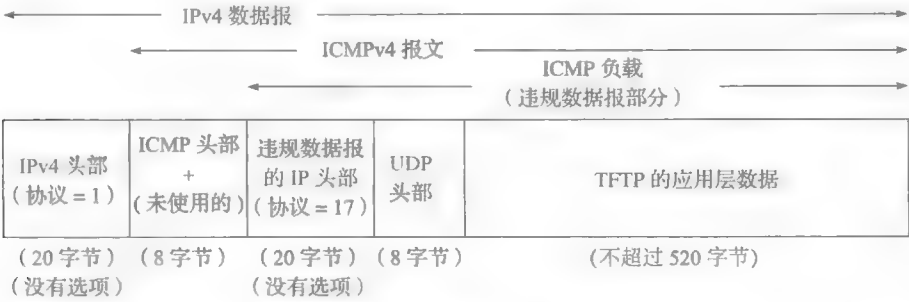 IPv4 数据报
ICMPv4 报文
ICMP 负载
（违规数据报部分）
IPv4 头部
（协议 = 1）
ICMP 头部
+
（未使用的）
违规数据报
的 IP 头部
（协议 = 17）
UDP
头部
TFTP 的应用层数据
（20 字节）
（没有选项）
（8 字节）
（20 字节）
（没有选项）
（8 字节）
（不超过 520 字节）